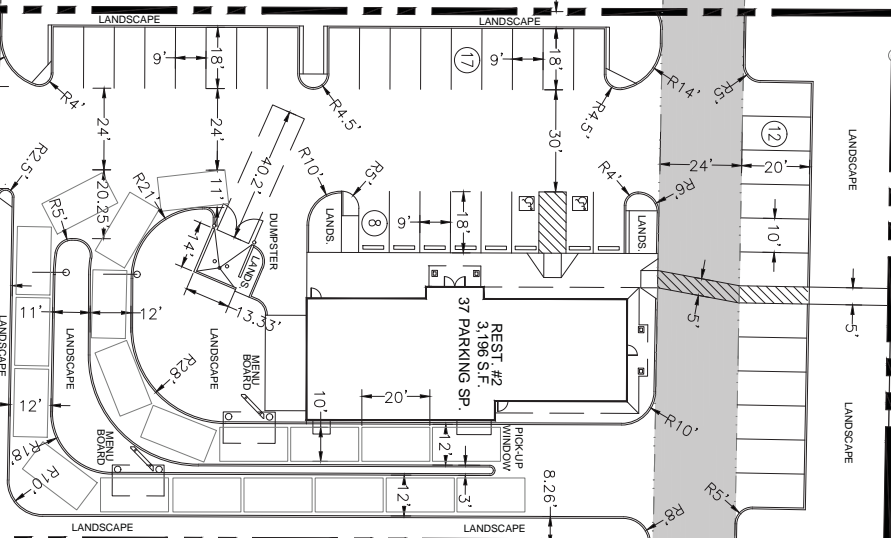 LANDSCAPE
LANDSCAPE
9'
18'
17
9'
18'
R14'
R5'
R4'
R4.5'
R4.5'
12
24'
24'
30'
LANDSCAPE
R2.5'
40.2'
R10'
R5'
R4'
24'
20'
R21'
11'
R6'
20.25'
R5'
LANDS.
8
9'
18'
LANDS.
10'
14'
DUMPSTER
LANDS.
5'
5'
11'
12'
13.33'
REST. #2
3,196 S.F.
37 PARKING SP.
LANDSCAPE
LANDSCAPE
LANDSCAPE
R28'
MENU
BOARD
20'
10'
LANDSCAPE
12'
R10'
R18'
MENU
BOARD
12'
PICK-UP
WINDOW
R10'
12'
3'
8.26'
R8'
R5'
LANDSCAPE
LANDSCAPE